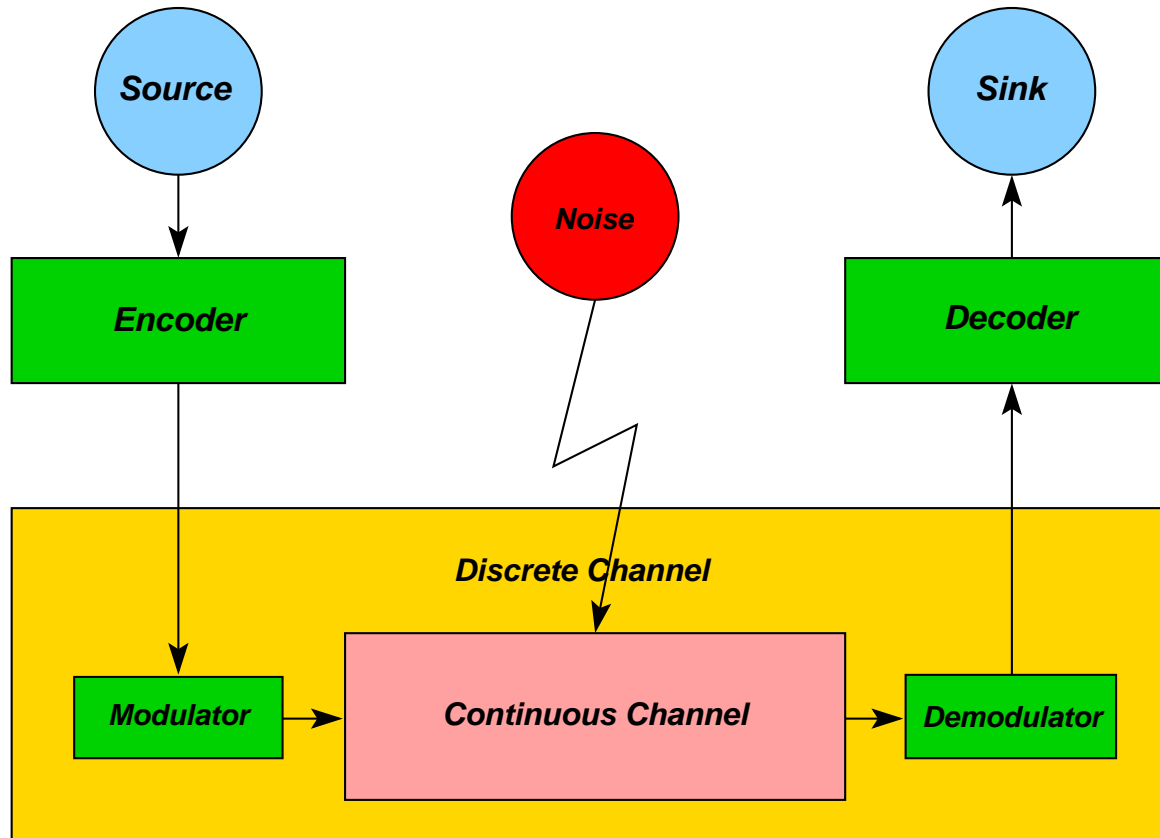 Source
Sink
Noise
Encoder
Decoder
Discrete Channel
Modulator
Continuous Channel
Demodulator